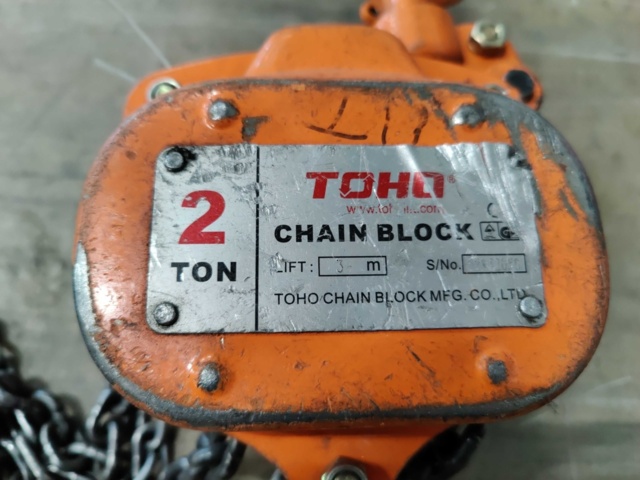 2
TON
TOHO
CHAIN BLOCK
LIFT : 3 m
S/No.
TOHO CHAIN BLOCK MFG. CO., LTD